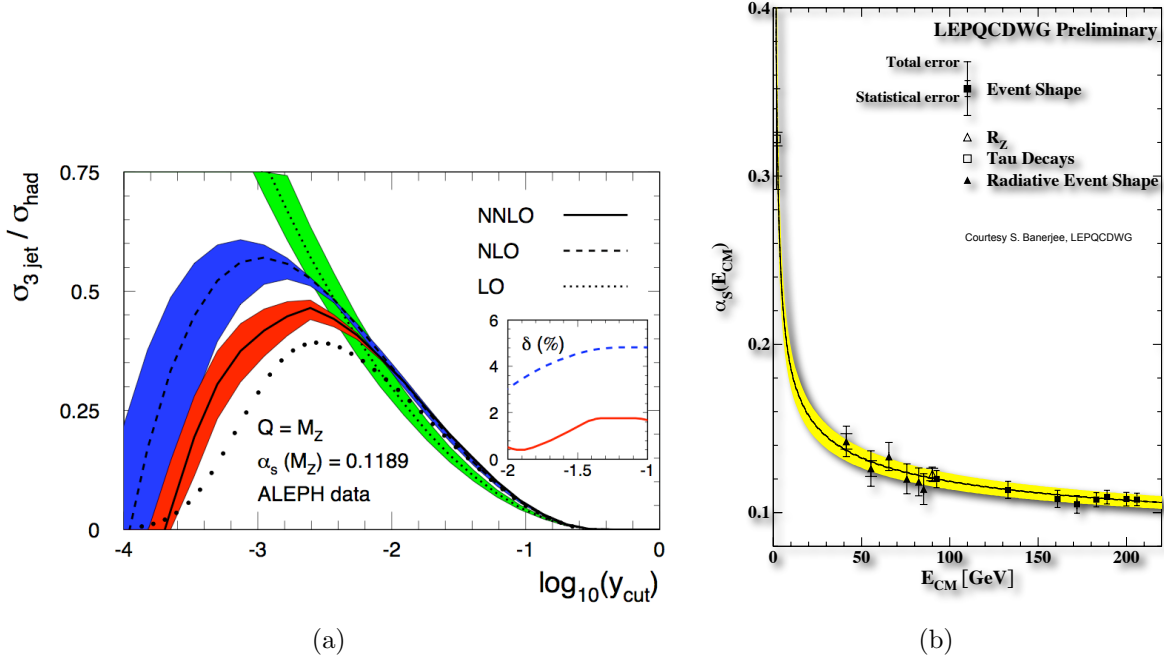 0.75
0.5
0.25
0
-4
-3
-2
-1
0
σ3 jet / σhad
log10(ycut)
NNLO
NLO
LO
Q = MZ
αs (MZ) = 0.1189
ALEPH data
δ (%)
6
4
2
0
-2
-1.5
-1
(a)
LEPQCDWG Preliminary
Total error
Statistical error
Event Shape
RZ
Tau Decays
Radiative Event Shape
Courtesy S. Banerjee, LEPQCDWG
0.4
0.3
0.2
0.1
αs(ECM)
0
50
100
150
200
ECM [GeV]
(b)